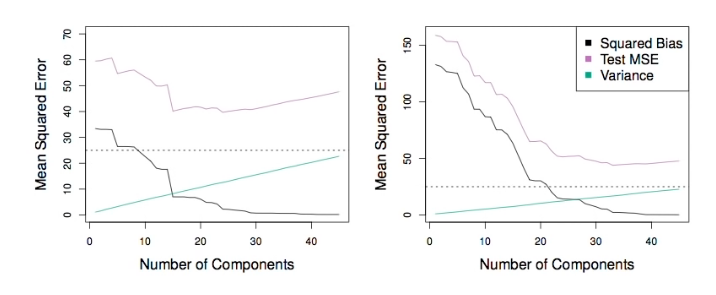 Mean Squared Error
70
60
50
40
30
20
10
0
0 10 20 30 40
Number of Components
Mean Squared Error
150
100
50
0
0 10 20 30 40
Number of Components
Squared Bias
Test MSE
Variance